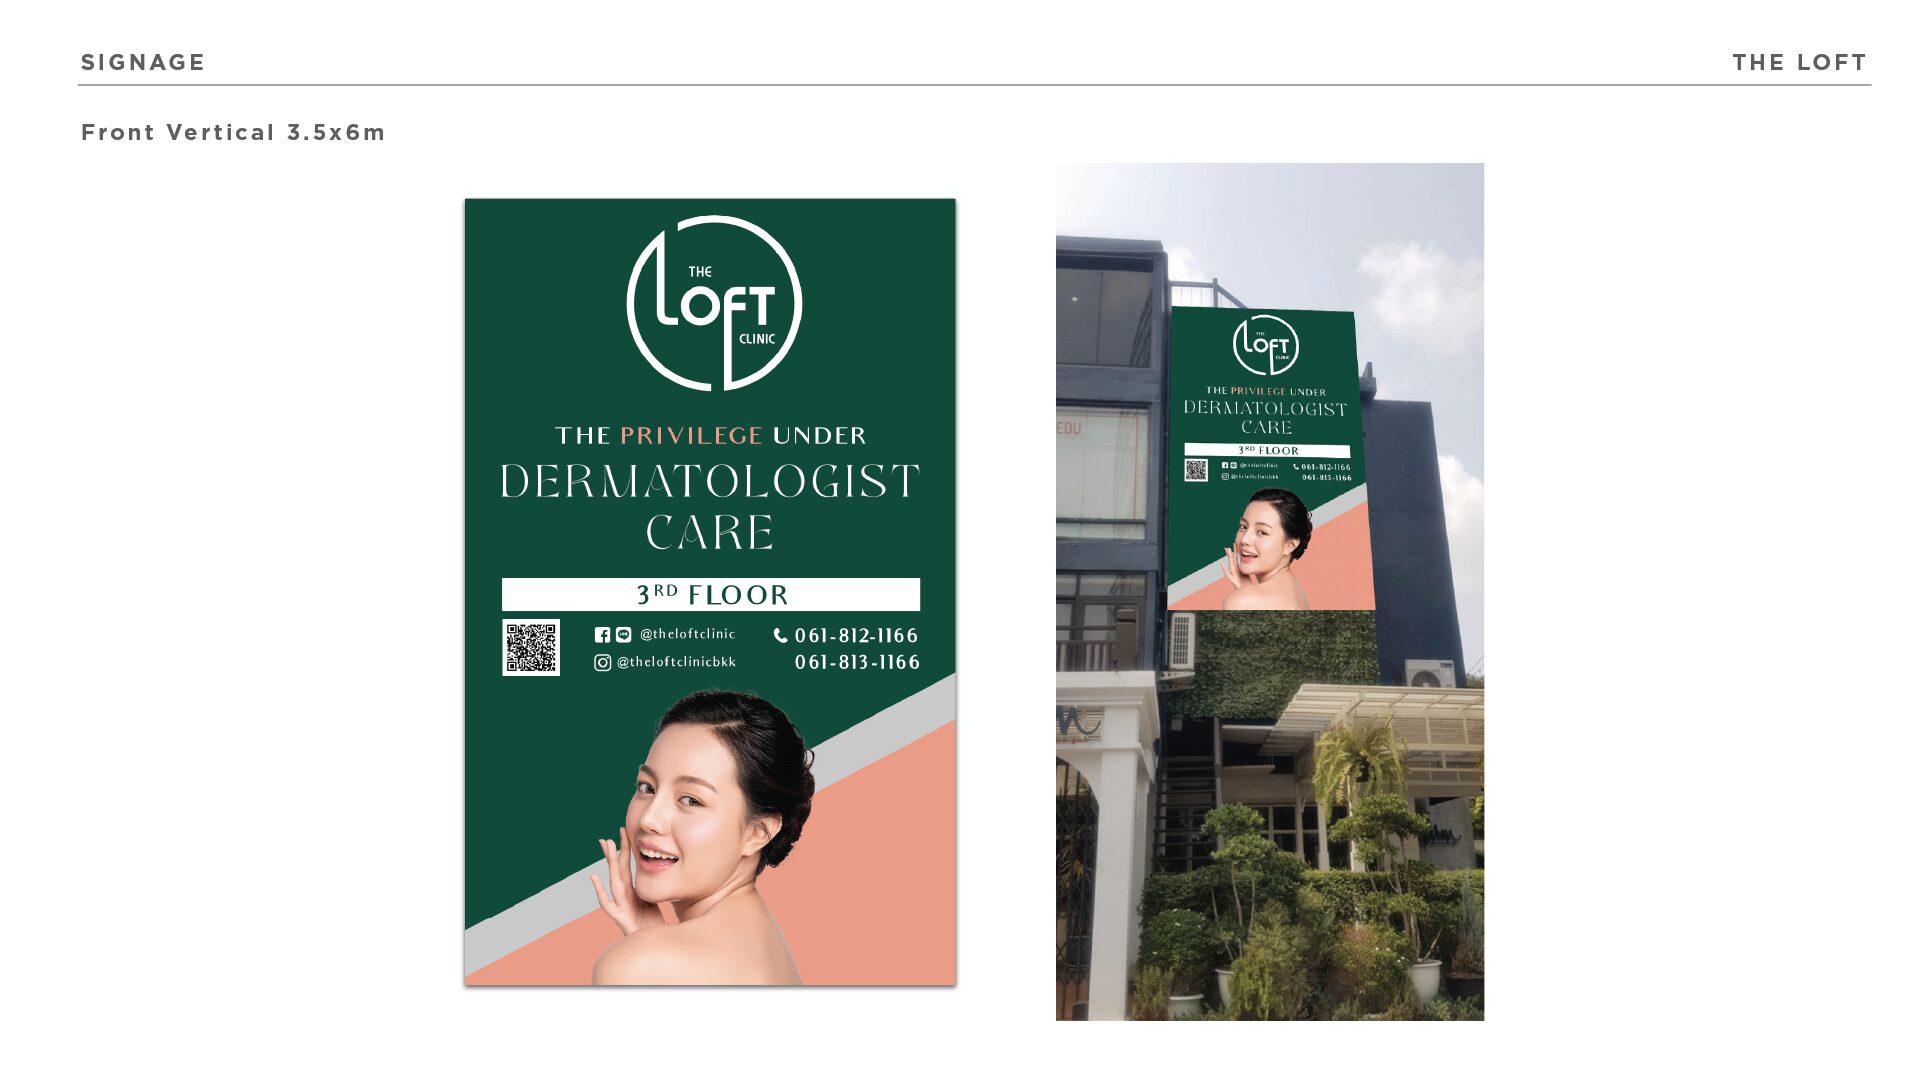 SIGNAGE
THE LOFT
Front Vertical 3.5x6m
THE
LOFT
CLINIC
THE PRIVILEGE UNDER
DERMATOLOGIST
CARE
3RD FLOOR
@theloftclinic
061-812-1166
@theloftclinicbkk
061-813-1166
EDU
THE
LOFT
CLINIC
THE PRIVILEGE UNDER
DERMATOLOGIST
CARE
3RD FLOOR
@theloftclinic
061-812-1166
@theloftclinicbkk
061-813-1166